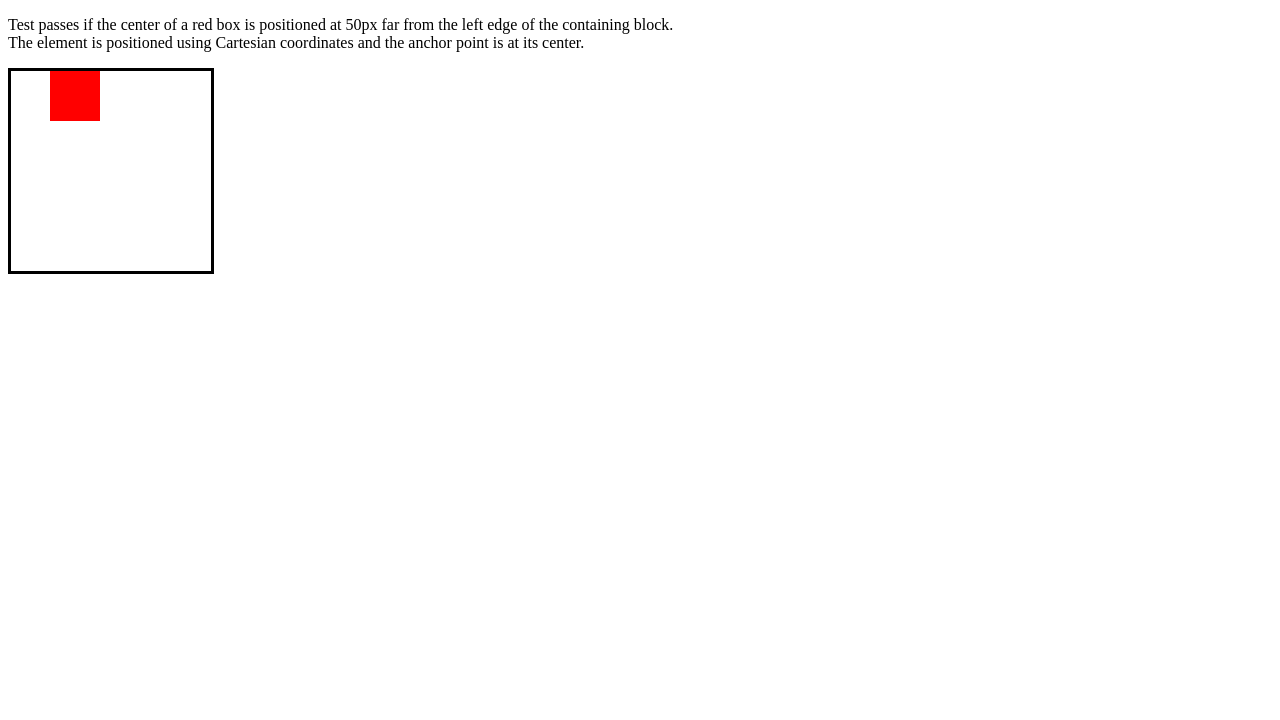 Test passes if the center of a red box is positioned at 50px far from the left edge of the containing block.
The element is positioned using Cartesian coordinates and the anchor point is at its center.